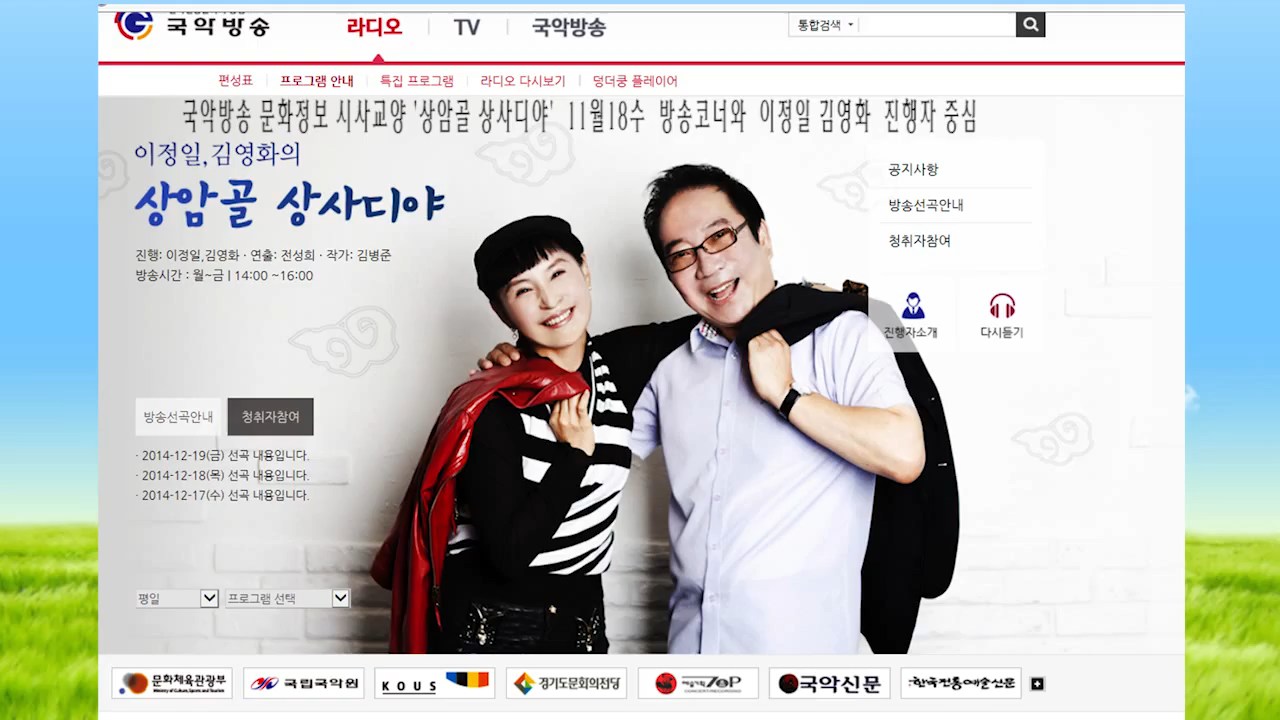 국악방송
라디오
TV
국악방송
통합검색
편성표
프로그램 안내
특집 프로그램
라디오 다시보기
덩더쿵 플레이어
국악방송 문화정보 시사교양 '상암골 상사디야' 11월18수 방송코너와 이정일 김영화 진행자 중심
이정일,김영화의
상암골 상사디야
진행: 이정일,김영화 · 연출: 전성희 · 작가: 김병준
방송시간 : 월~금 | 14:00 ~16:00
공지사항
방송선곡안내
청취자참여
진행자소개
다시듣기
방송선곡안내
청취자참여
· 2014-12-19(금) 선곡 내용입니다.
· 2014-12-18(목) 선곡 내용입니다.
· 2014-12-17(수) 선곡 내용입니다.
평일
프로그램 선택
문화체육관광부
Ministry of Culture, Sports and Tourism
국립국악원
KOUS
경기도문화의전당
국악신문
한국전통예술신문